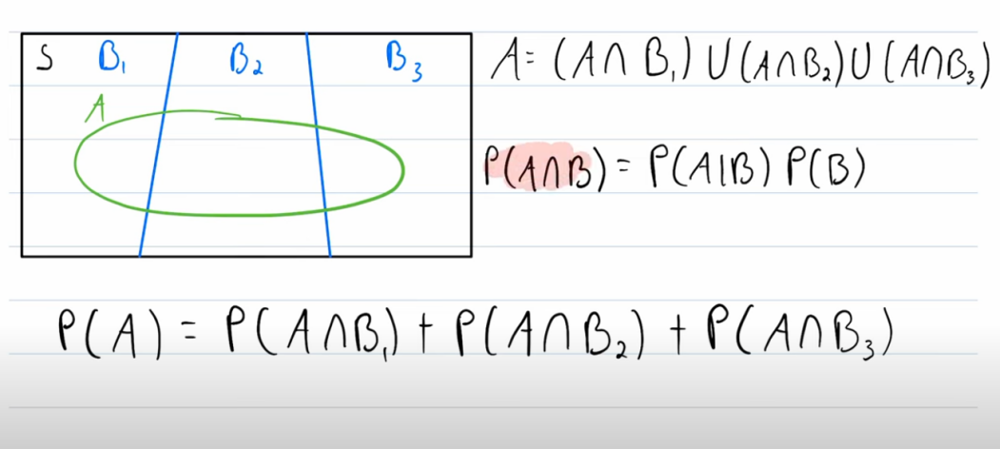 S B₁ B₂ B₃
A
A = (A∩B₁) ∪ (A∩B₂) ∪ (A∩B₃)
P(A∩B) = P(A|B) P(B)
P(A) = P(A∩B₁) + P(A∩B₂) + P(A∩B₃)